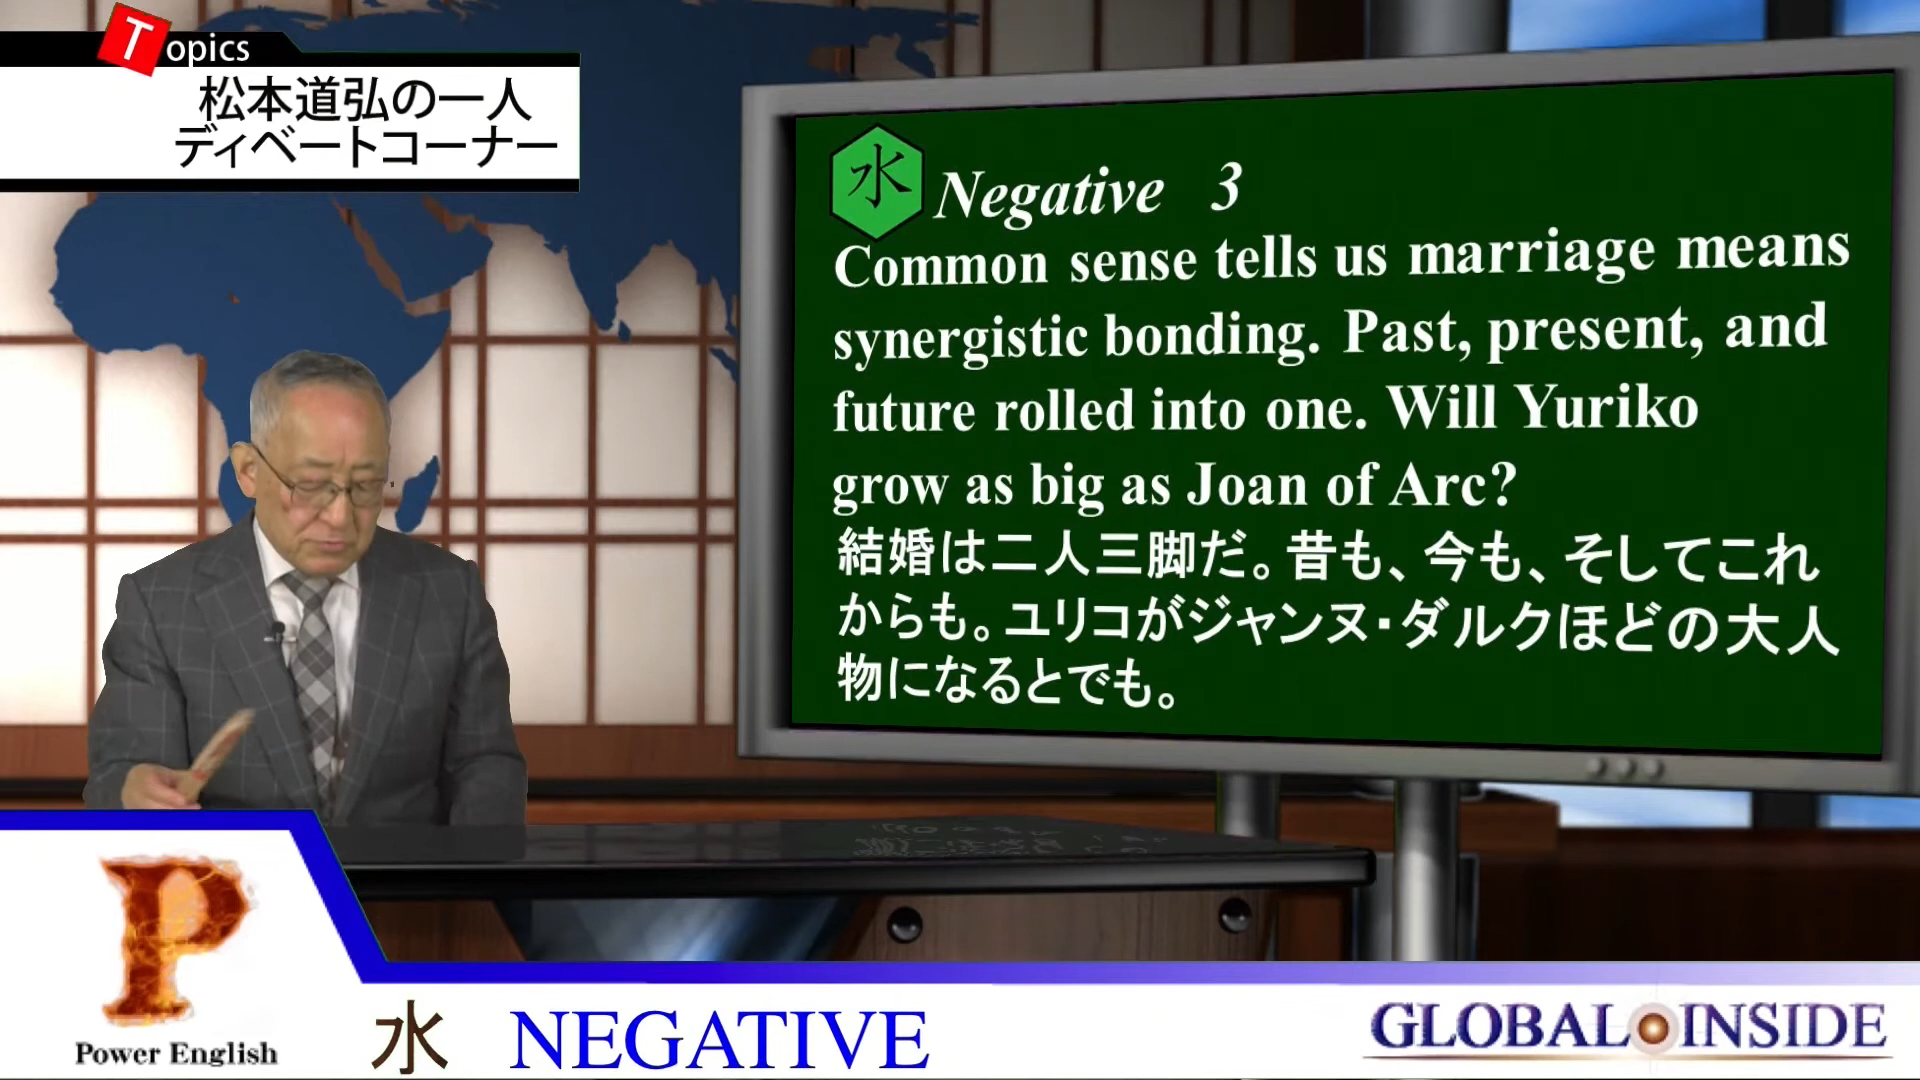 Topics
松本道弘の一人
ディベートコーナー
水 Negative 3
Common sense tells us marriage means
synergistic bonding. Past, present, and
future rolled into one. Will Yuriko
grow as big as Joan of Arc?
結婚は二人三脚だ。昔も、今も、そしてこれ
からも。ユリコがジャンヌ・ダルクほどの大人
物になるとでも。
P
Power English
水 NEGATIVE
GLOBAL INSIDE